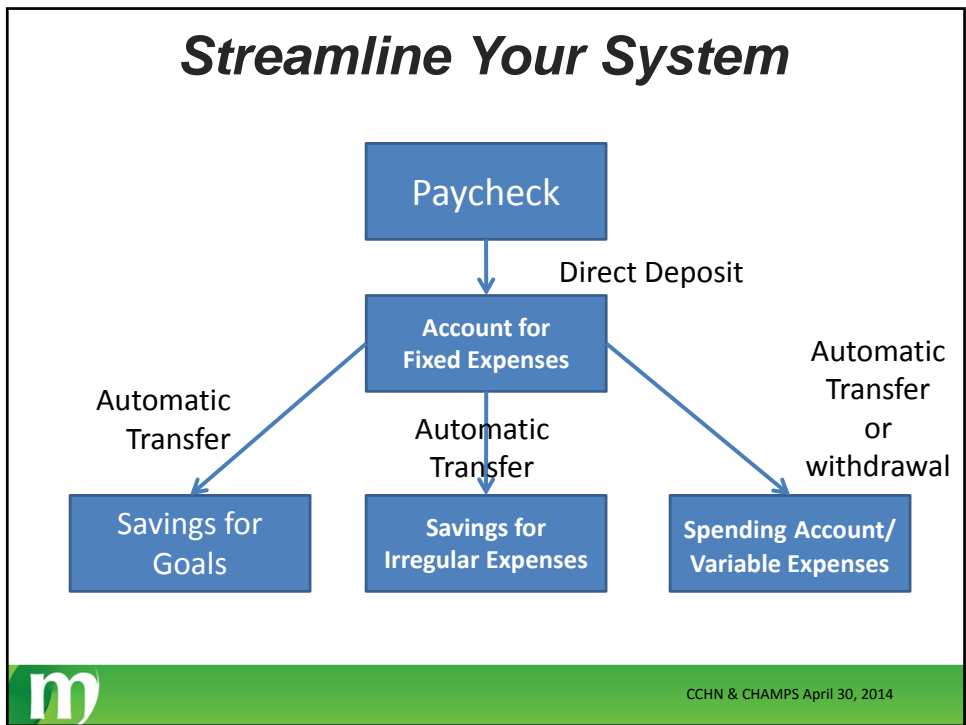 Streamline Your System
Paycheck
Direct Deposit
Account for
Fixed Expenses
Automatic
Transfer
Automatic
Transfer
Automatic
Transfer
or
withdrawal
Savings for
Goals
Savings for
Irregular Expenses
Spending Account/
Variable Expenses
m
CCHN & CHAMPS April 30, 2014